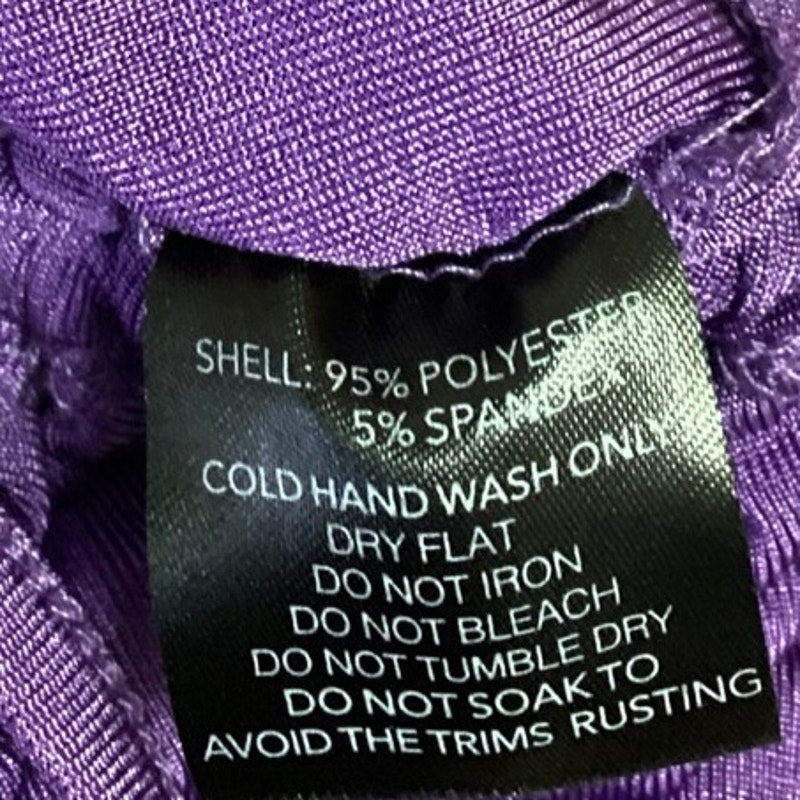 SHELL: 95% POLYESTER
5% SPANDEX
COLD HAND WASH ONLY
DRY FLAT
DO NOT IRON
DO NOT BLEACH
DO NOT TUMBLE DRY
DO NOT SOAK TO
AVOID THE TRIMS RUSTING